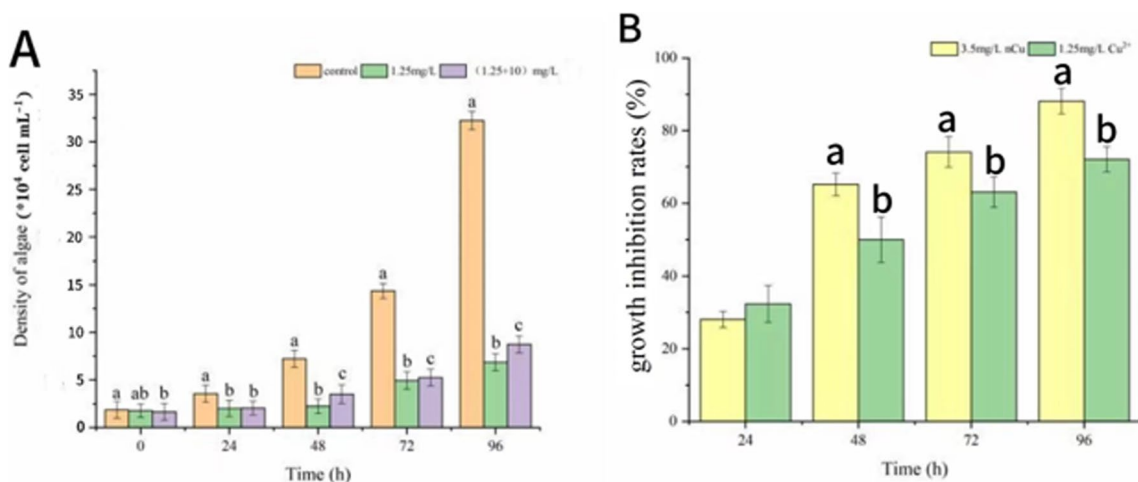 A
control 1.25mg/L (1.25+10) mg/L
Density of algae (*10⁴ cell mL⁻¹)
35
30
25
20
15
10
5
0
a ab b
a b b
a b c
a b c
a b c
0 24 48 72 96
Time (h)
B
3.5mg/L nCu 1.25mg/L Cu²⁺
growth inhibition rates (%)
100
80
60
40
20
0
a b
a b
a b
24 48 72 96
Time (h)